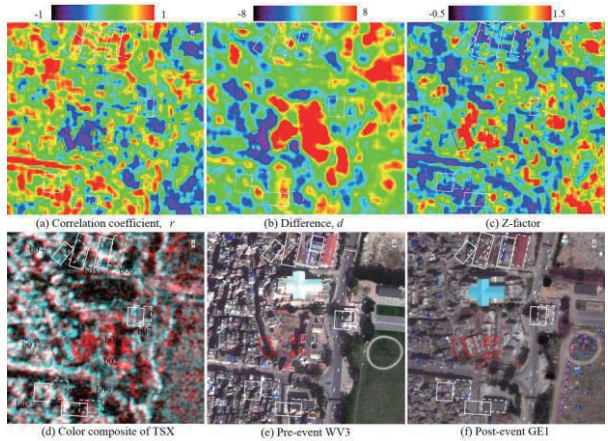 -1 1 -8 8 -0.5 1.5
(a) Correlation coefficient, r (b) Difference, d (c) Z-factor
(d) Color composite of TSX (e) Pre-event WV3 (f) Post-event GE1